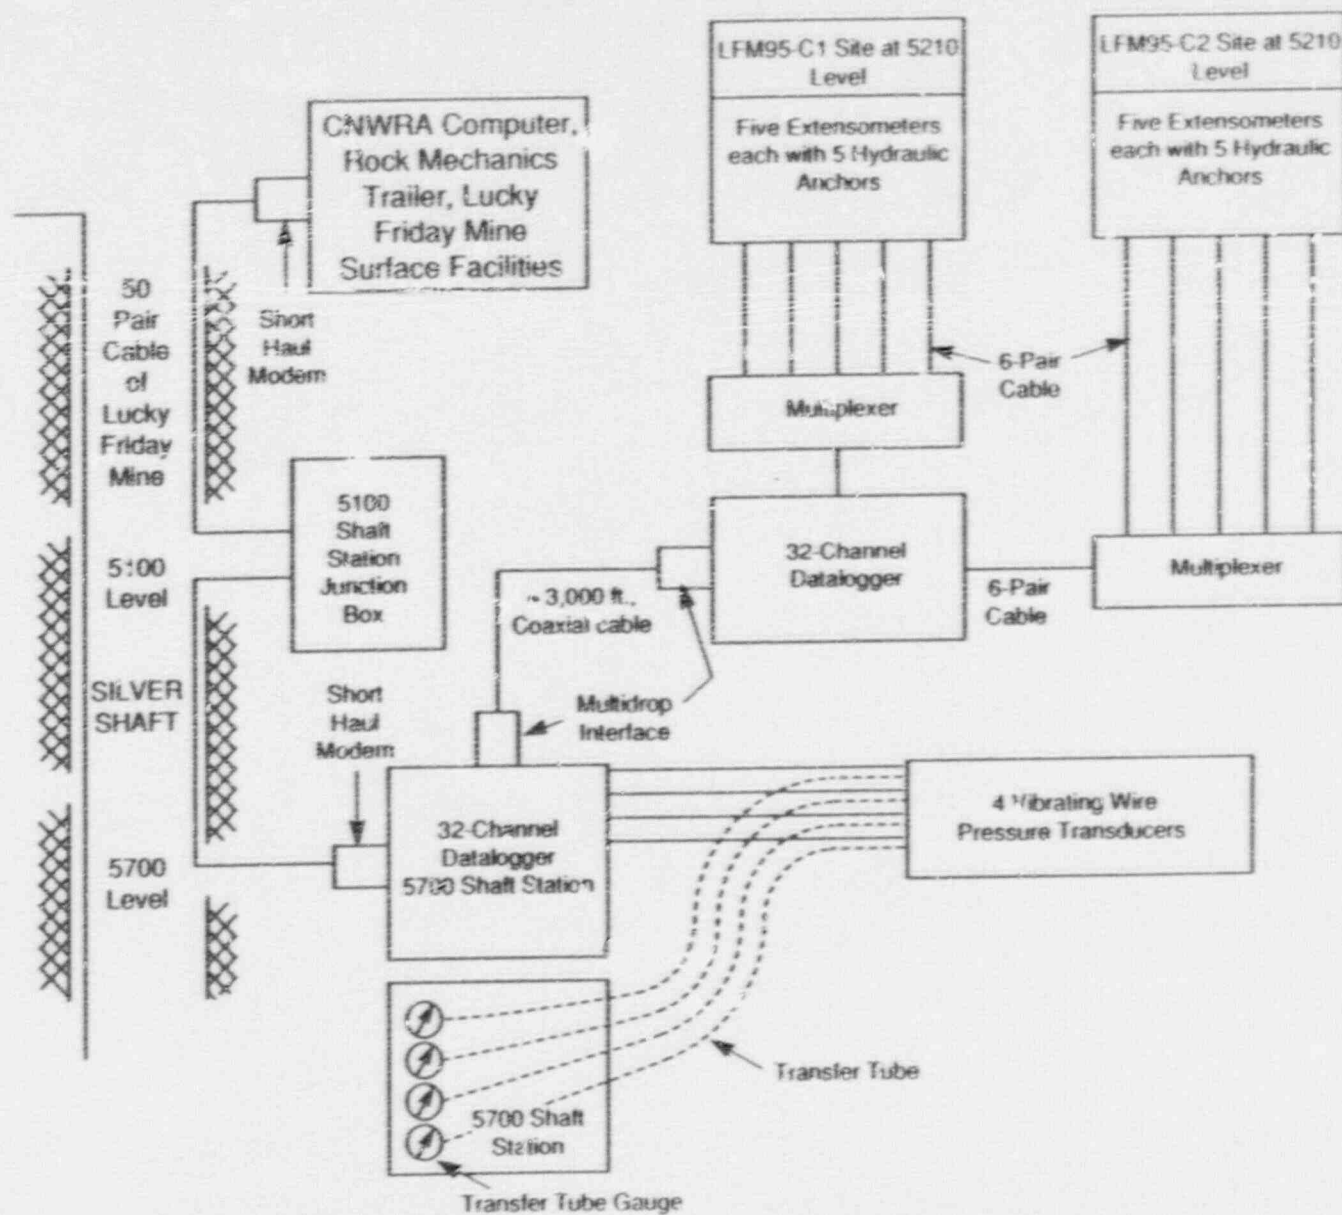 LFM95-C1 Site at 5210
Level
Five Extensometers
each with 5 Hydraulic
Anchors
LFM95-C2 Site at 5210
Level
Five Extensometers
each with 5 Hydraulic
Anchors
CNWRA Computer,
Rock Mechanics
Trailer, Lucky
Friday Mine
Surface Facilities
50
Pair
Cable
of
Lucky
Friday
Mine
Short
Haul
Modem
6-Pair
Cable
Multiplexer
5100
Shaft
Station
Junction
Box
5100
Level
32-Channel
Datalogger
6-Pair
Cable
Multiplexer
~ 3,000 ft.,
Coaxial cable
SILVER
SHAFT
Short
Haul
Modem
Multidrop
Interface
32-Channel
Datalogger
5700 Shaft Station
4 Vibrating Wire
Pressure Transducers
5700
Level
Transfer Tube
5700 Shaft
Station
Transfer Tube Gauge